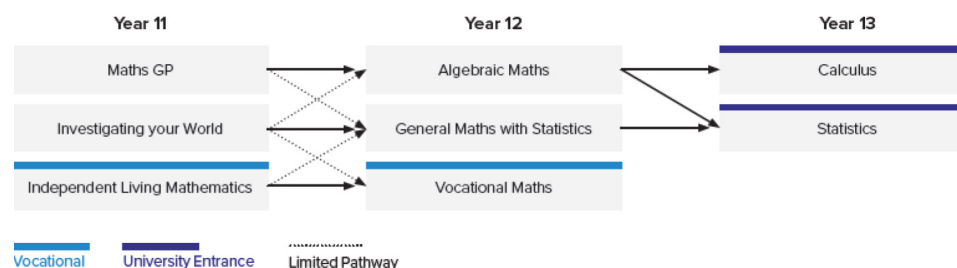 Year 11 Year 12 Year 13
Maths GP Algebraic Maths Calculus
Investigating your World General Maths with Statistics Statistics
Independent Living Mathematics Vocational Maths
Vocational University Entrance Limited Pathway